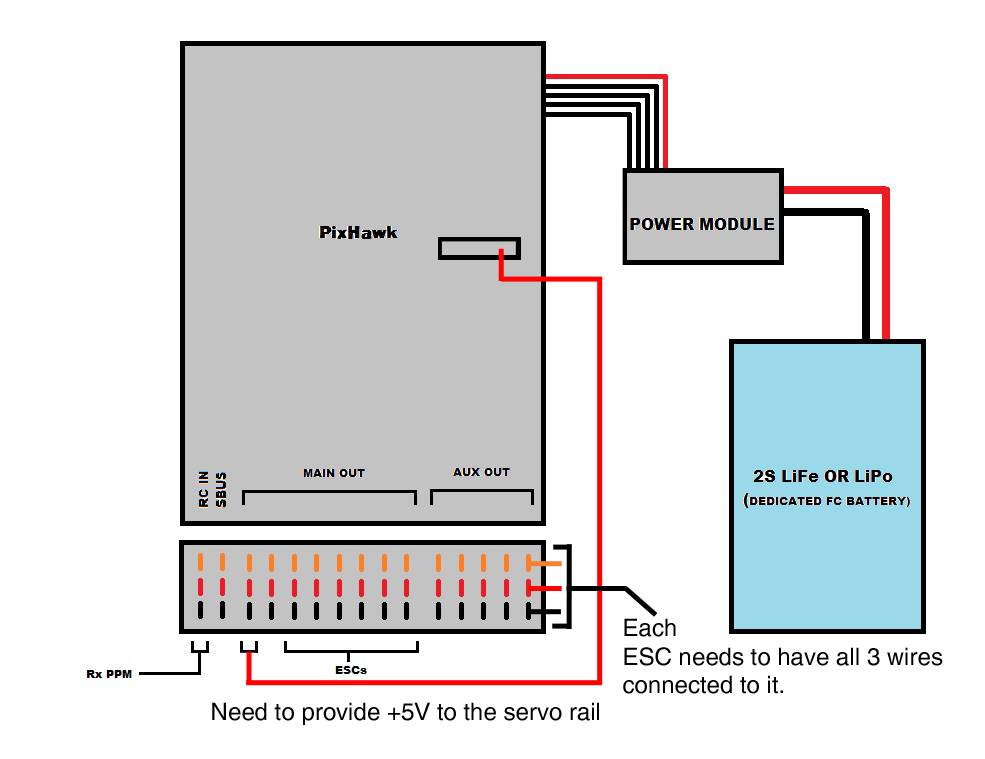 PixHawk
POWER MODULE
2S LiFe OR LiPo
(DEDICATED FC BATTERY)
RC IN
SBUS
MAIN OUT
AUX OUT
Rx PPM
ESCs
Each
ESC needs to have all 3 wires
connected to it.
Need to provide +5V to the servo rail